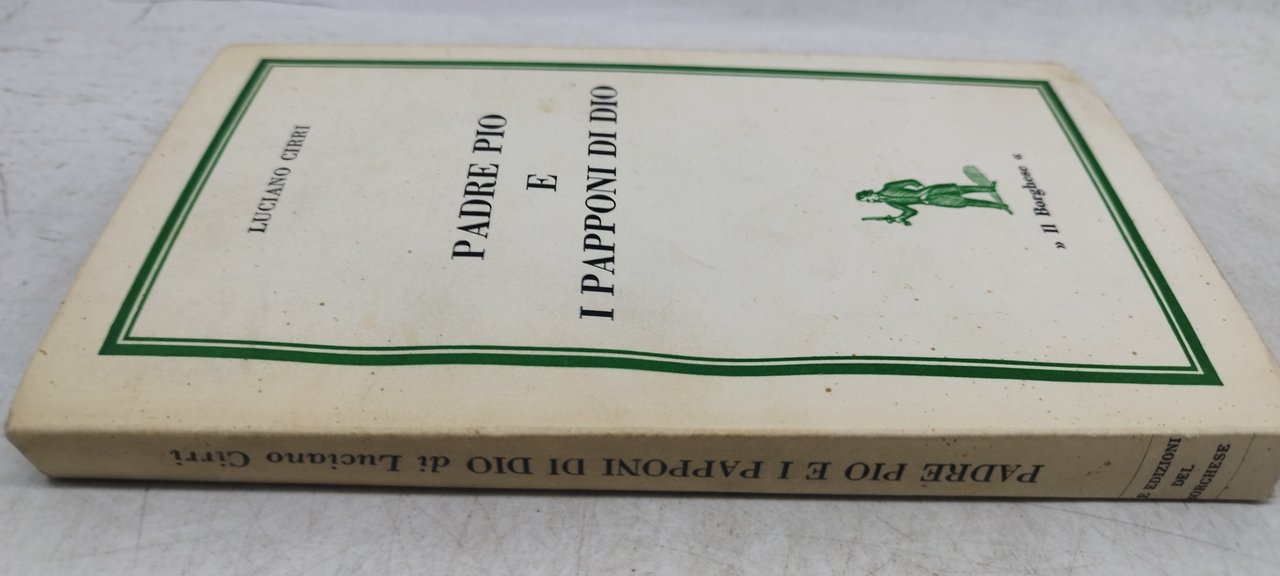 LUCIANO CIRRI
PADRE PIO
E
I PAPPONI DI DIO
» Il Borghese «
PADRE PIO E I PAPPONI DI DIO di Luciano Cirri
E EDIZIONI
DEL
BORGHESE